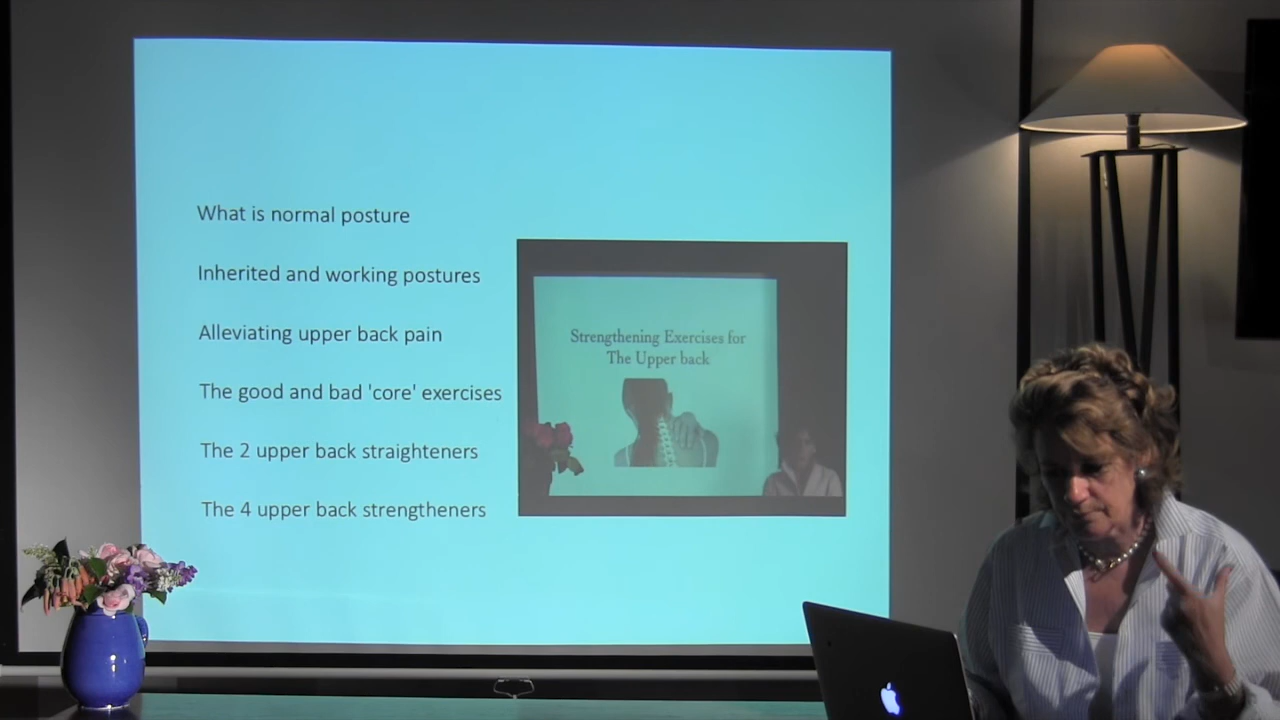 What is normal posture
Inherited and working postures
Alleviating upper back pain
The good and bad 'core' exercises
The 2 upper back straighteners
The 4 upper back strengtheners
Strengthening Exercises for
The Upper back